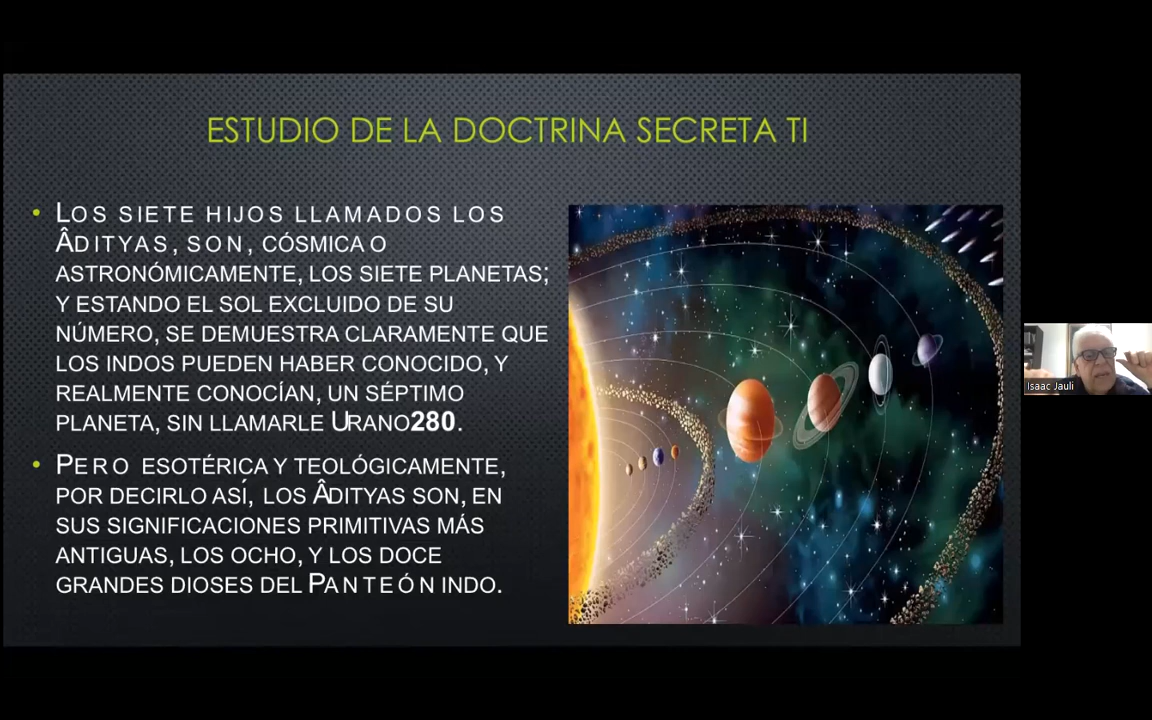 ESTUDIO DE LA DOCTRINA SECRETA TI
• LOS SIETE HIJOS LLAMADOS LOS
ÂDITYAS, SON, CÓSMICA O
ASTRONÓMICAMENTE, LOS SIETE PLANETAS;
Y ESTANDO EL SOL EXCLUIDO DE SU
NÚMERO, SE DEMUESTRA CLARAMENTE QUE
LOS INDOS PUEDEN HABER CONOCIDO, Y
REALMENTE CONOCÍAN, UN SÉPTIMO
PLANETA, SIN LLAMARLE URANO280.
• PERO ESOTÉRICA Y TEOLÓGICAMENTE,
POR DECIRLO ASÍ, LOS ÂDITYAS SON, EN
SUS SIGNIFICACIONES PRIMITIVAS MÁS
ANTIGUAS, LOS OCHO, Y LOS DOCE
GRANDES DIOSES DEL PANTEÓN INDO.
Isaac Jauli